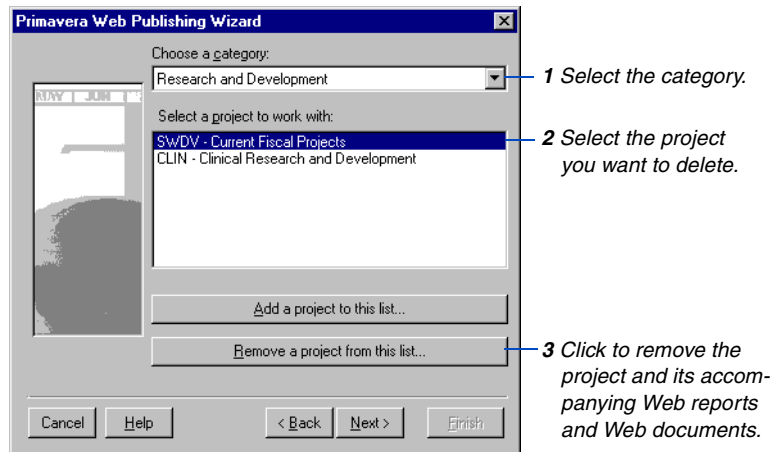 Primavera Web Publishing Wizard
Choose a category:
Research and Development
1 Select the category.
Select a project to work with:
SWDV - Current Fiscal Projects
CLIN - Clinical Research and Development
2 Select the project
you want to delete.
Add a project to this list...
Remove a project from this list...
3 Click to remove the
project and its accom-
panying Web reports
and Web documents.
Cancel Help < Back Next > Finish